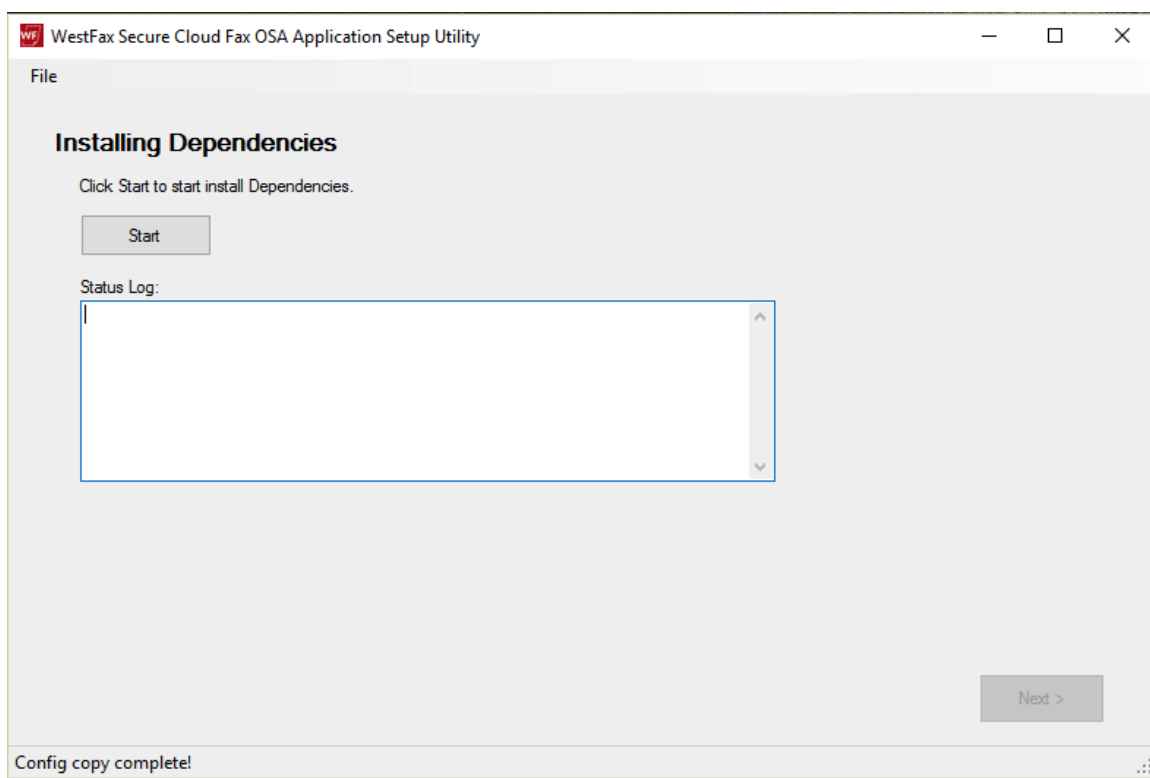 WF WestFax Secure Cloud Fax OSA Application Setup Utility
File
Installing Dependencies
Click Start to start install Dependencies.
Start
Status Log:
Next >
Config copy complete!